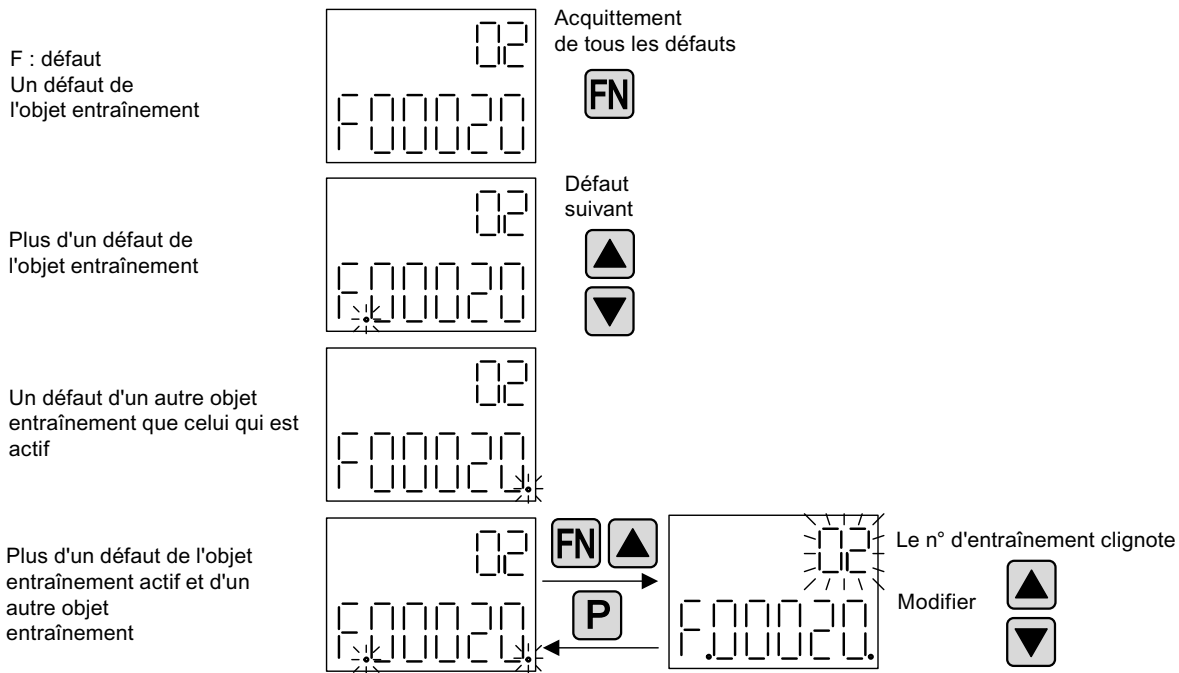 F : défaut
Un défaut de
l'objet entraînement
02
F00020
Acquittement
de tous les défauts
FN
Plus d'un défaut de
l'objet entraînement
02
F.00020
Défaut
suivant
Un défaut d'un autre objet
entraînement que celui qui est
actif
02
F00020.
Plus d'un défaut de l'objet
entraînement actif et d'un
autre objet
entraînement
02
F.00020.
FN
P
02
F.00020.
Le n° d'entraînement clignote
Modifier